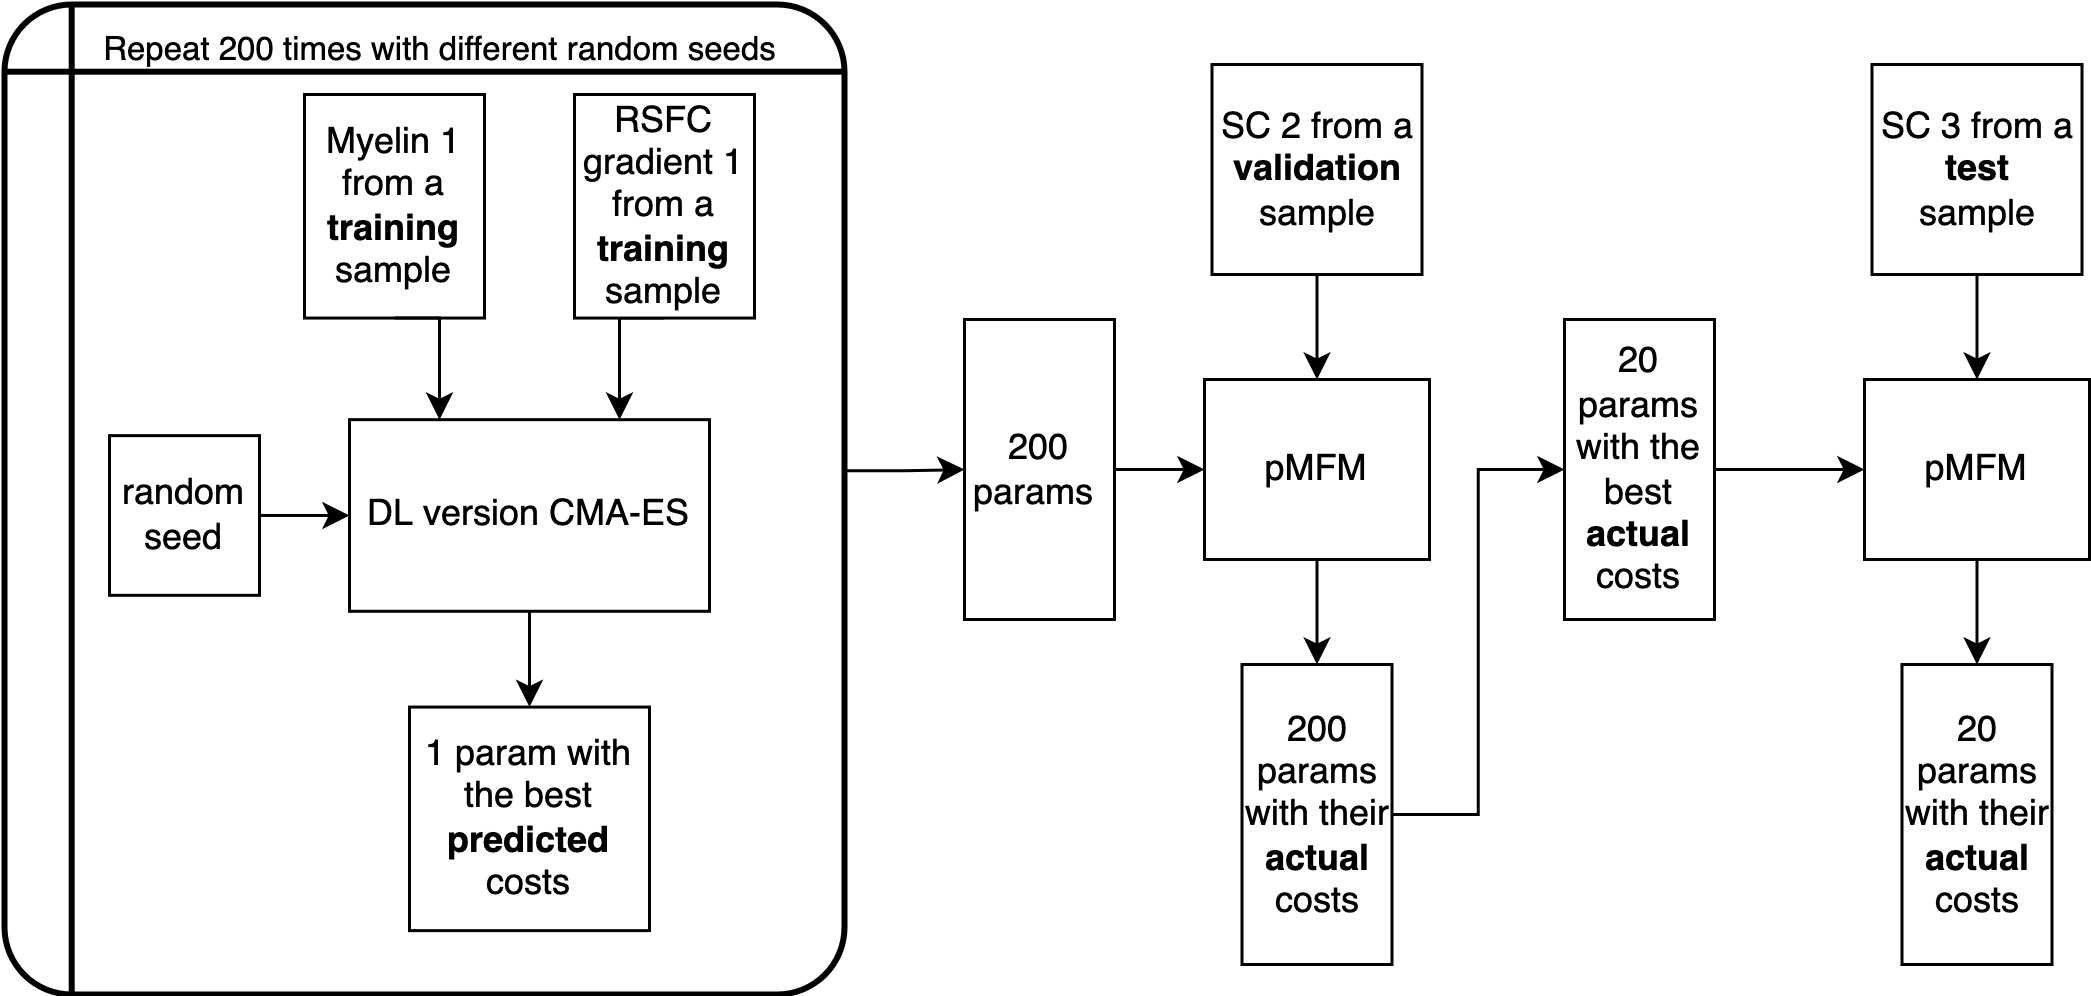 Repeat 200 times with different random seeds
Myelin 1
from a
training
sample
RSFC
gradient 1
from a
training
sample
random
seed
DL version CMA-ES
1 param with
the best
predicted
costs
200
params
SC 2 from a
validation
sample
pMFM
200
params
with their
actual
costs
20
params
with the
best
actual
costs
SC 3 from a
test
sample
pMFM
20
params
with their
actual
costs